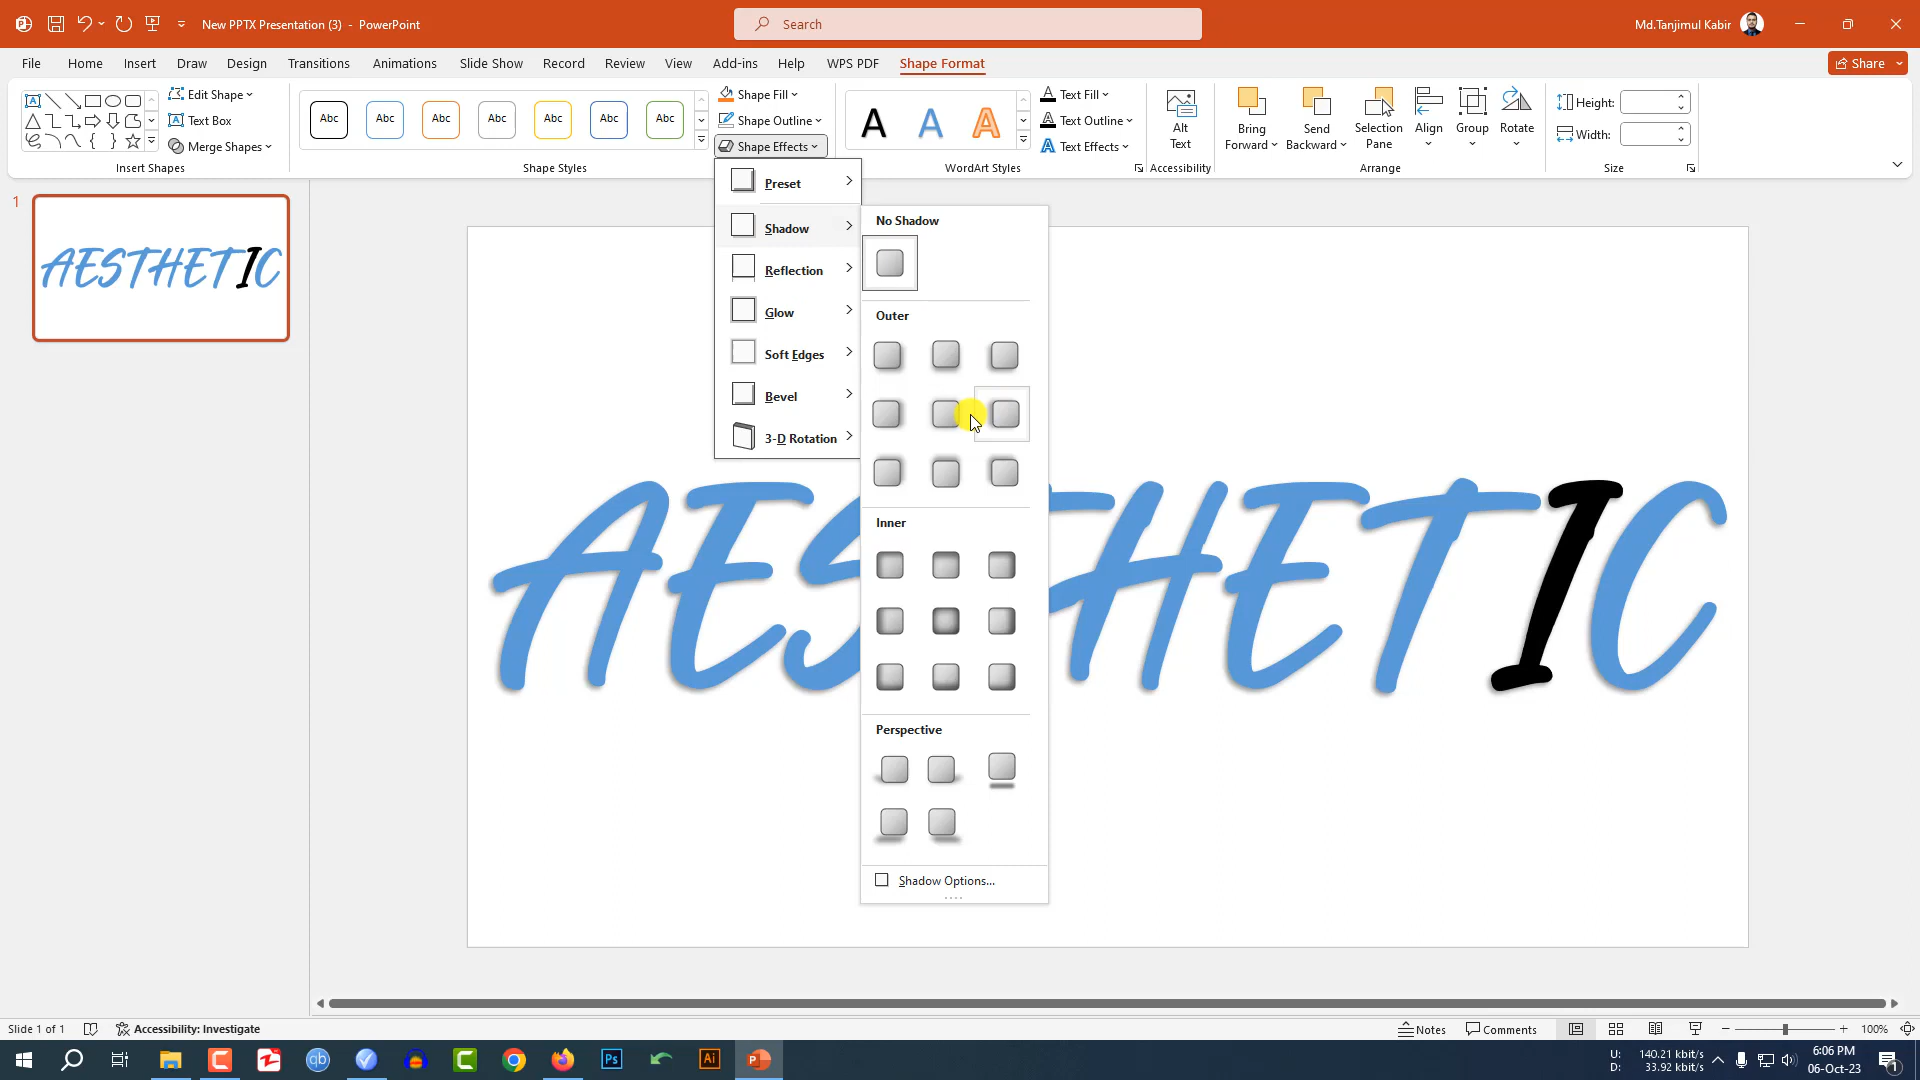 New PPTX Presentation (3) - PowerPoint
Search
Md.Tanjimul Kabir
File Home Insert Draw Design Transitions Animations Slide Show Record Review View Add-ins Help WPS PDF Shape Format
Share
Edit Shape
Text Box
Merge Shapes
Insert Shapes
Abc Abc Abc Abc Abc Abc Abc
Shape Styles
Shape Fill
Shape Outline
Shape Effects
A A A
WordArt Styles
Text Fill
Text Outline
Text Effects
Alt
Text
Accessibility
Bring
Forward
Send
Backward
Selection
Pane
Align
Group
Rotate
Arrange
Height:
Width:
Size
1
AESTHETIC
Preset
Shadow
Reflection
Glow
Soft Edges
Bevel
3-D Rotation
No Shadow
Outer
Inner
Perspective
Shadow Options...
AES HETIC
Slide 1 of 1
Accessibility: Investigate
Notes
Comments
100%
qb
Ps
Ai
U: 140.21 kbit/s
D: 33.92 kbit/s
6:06 PM
06-Oct-23
1